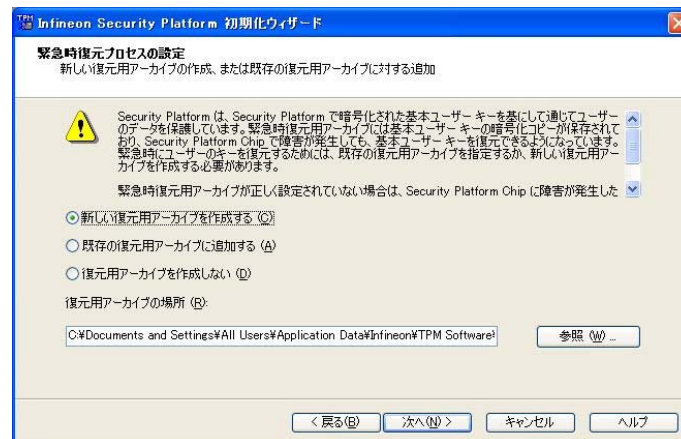 Infineon Security Platform 初期化ウィザード
緊急時復元プロセスの設定
新しい復元用アーカイブの作成、または既存の復元用アーカイブに対する追加
Security Platform は、Security Platform で暗号化された基本ユーザー キーを基にして通じてユーザー
のデータを保護しています。緊急時復元用アーカイブには基本ユーザー キーの暗号化コピーが保存されて
おり、Security Platform Chip で障害が発生しても、基本ユーザー キーを復元できるようになっています。
緊急時にユーザーのキーを復元するためには、既存の復元用アーカイブを指定するか、新しい復元用アー
カイブを作成する必要があります。
緊急時復元用アーカイブが正しく設定されていない場合は、Security Platform Chip に障害が発生した
新しい復元用アーカイブを作成する (C)
既存の復元用アーカイブに追加する (A)
復元用アーカイブを作成しない (D)
復元用アーカイブの場所 (R):
C:¥Documents and Settings¥All Users¥Application Data¥Infineon¥TPM Software¥
参照 (W) ...
< 戻る(B)
次へ(N) >
キャンセル
ヘルプ